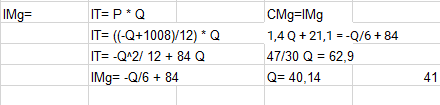 IMg= IT= P * Q CMg=IMg
IT= ((-Q+1008)/12) * Q 1,4 Q + 21,1 = -Q/6 + 84
IT= -Q^2/ 12 + 84 Q 47/30 Q = 62,9
IMg= -Q/6 + 84 Q= 40,14 41